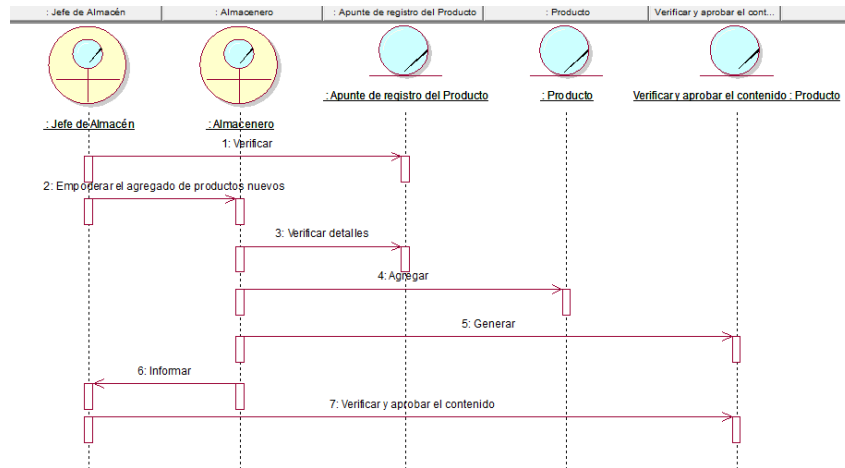 : Jefe de Almacén
: Almacenero
: Apunte de registro del Producto
: Producto
Verificar y aprobar el cont...
: Jefe de Almacén
: Almacenero
: Apunte de registro del Producto
: Producto
Verificar y aprobar el contenido : Producto
1: Verificar
2: Empoderar el agregado de productos nuevos
3: Verificar detalles
4: Agregar
5: Generar
6: Informar
7: Verificar y aprobar el contenido